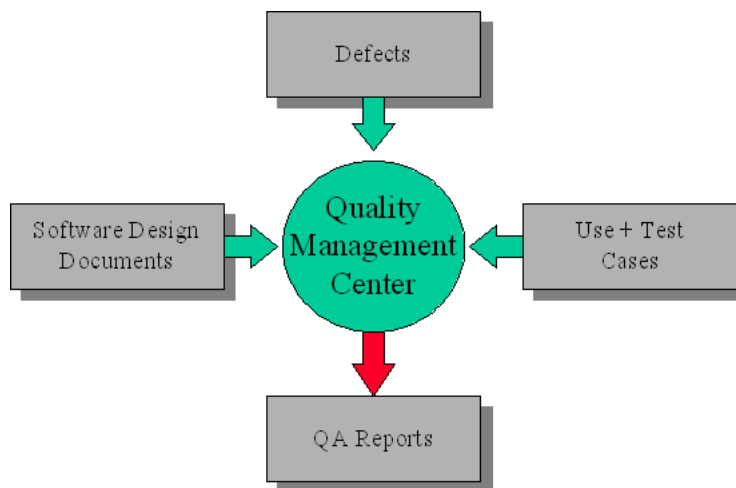 Defects
Software Design
Documents
Quality
Management
Center
Use + Test
Cases
QA Reports